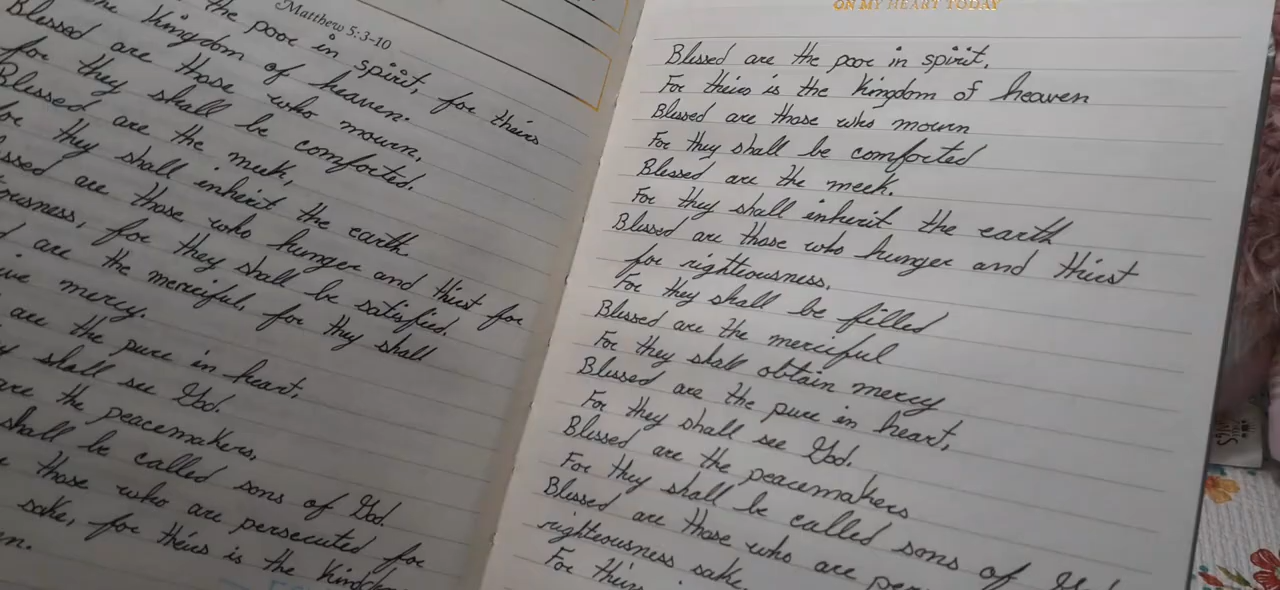 Matthew 5:3-10
the poor in spirit, for theirs
the Kingdom of heaven.
Blessed are those who mourn,
for they shall be comforted.
Blessed are the meek,
for they shall inherit the earth.
are those who hunger and thirst for
for they shall be satisfied.
are the merciful, for they shall
mercy.
are the pure in heart,
shall see God.
are the peacemakers,
shall be called sons of God.
those who are persecuted for
sake, for theirs is the
ON MY HEART TODAY
Blessed are the poor in spirit,
For theirs is the Kingdom of heaven
Blessed are those who mourn
For they shall be comforted
Blessed are the meek.
For they shall inherit the earth
Blessed are those who hunger and thirst
for righteousness.
For they shall be filled
Blessed are the merciful
For they shall obtain mercy
Blessed are the pure in heart,
For they shall see God.
Blessed are the peacemakers
For they shall be called sons of
Blessed are those who are
righteousness sake
For